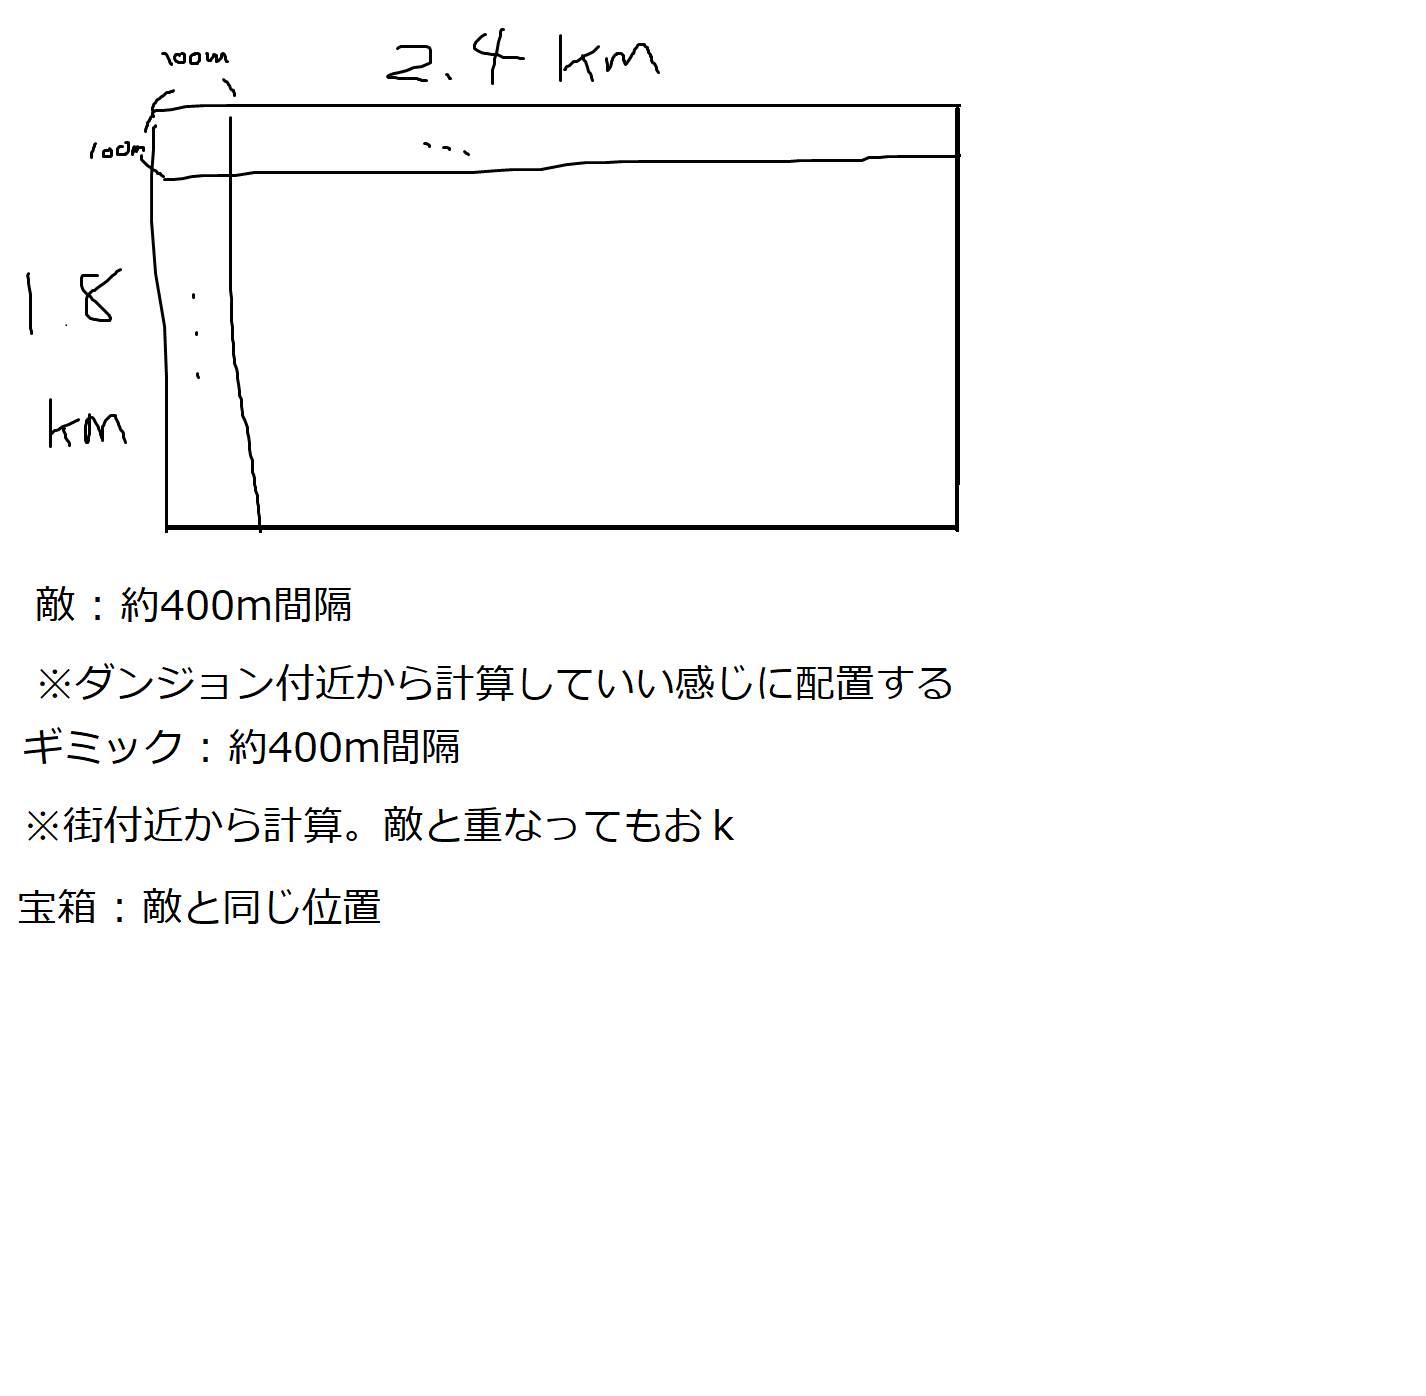 100m
2.4 km
100m
1.8
km
敵：約400m間隔
※ダンジョン付近から計算していい感じに配置する
ギミック：約400m間隔
※街付近から計算。敵と重なってもおk
宝箱：敵と同じ位置